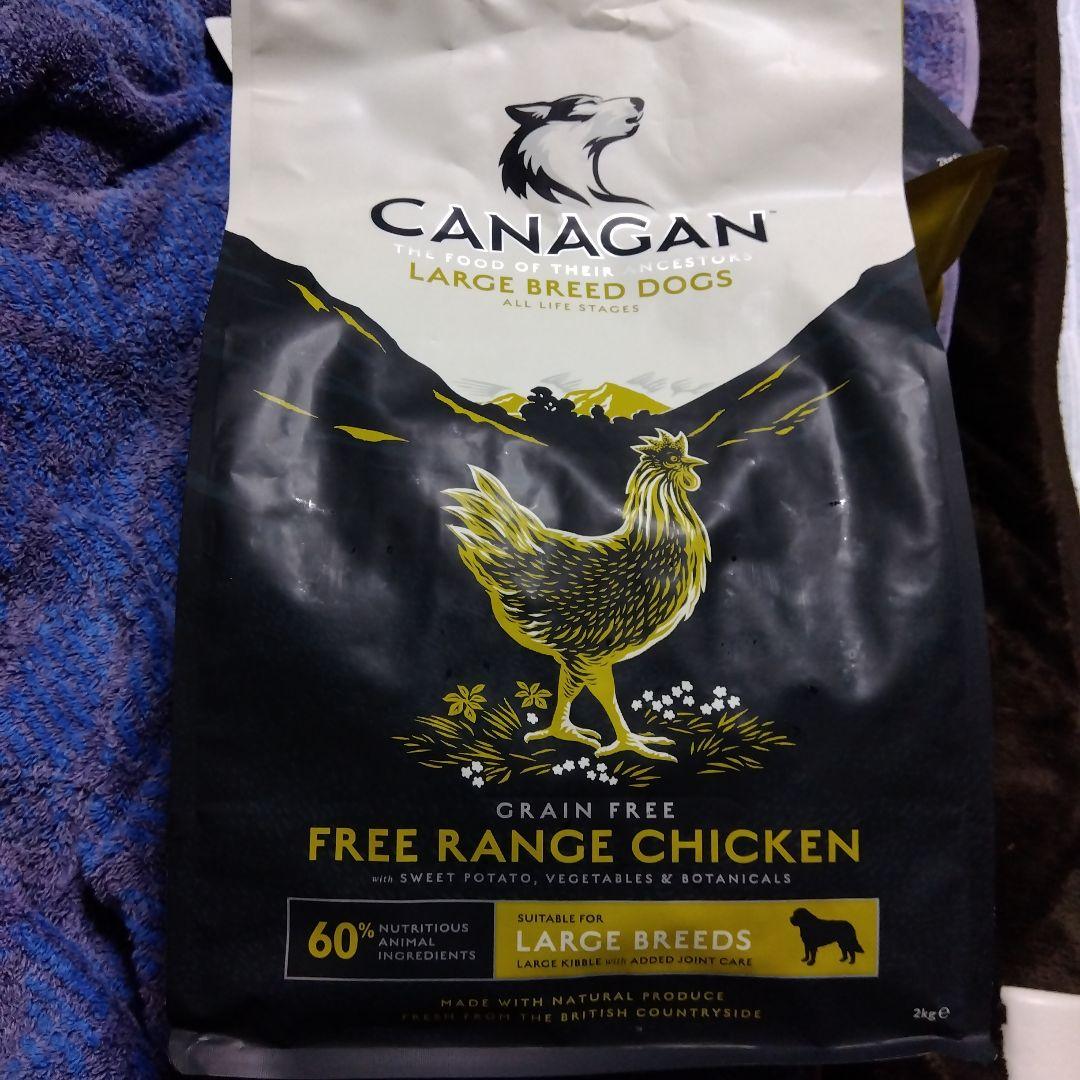 CANAGAN™
THE FOOD OF THEIR ANCESTORS
LARGE BREED DOGS
ALL LIFE STAGES
GRAIN FREE
FREE RANGE CHICKEN
with SWEET POTATO, VEGETABLES & BOTANICALS
60% NUTRITIOUS
ANIMAL
INGREDIENTS
SUITABLE FOR
LARGE BREEDS
LARGE KIBBLE with ADDED JOINT CARE
MADE WITH NATURAL PRODUCE
FRESH FROM THE BRITISH COUNTRYSIDE
2kg ℮